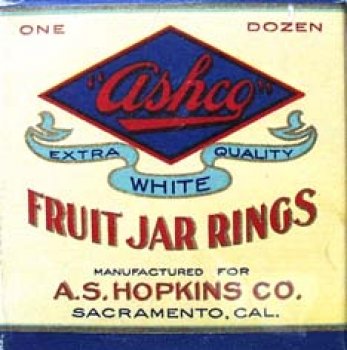 ONE DOZEN
"ashco"
EXTRA QUALITY
WHITE
FRUIT JAR RINGS
MANUFACTURED FOR
A.S. HOPKINS CO.
SACRAMENTO, CAL.